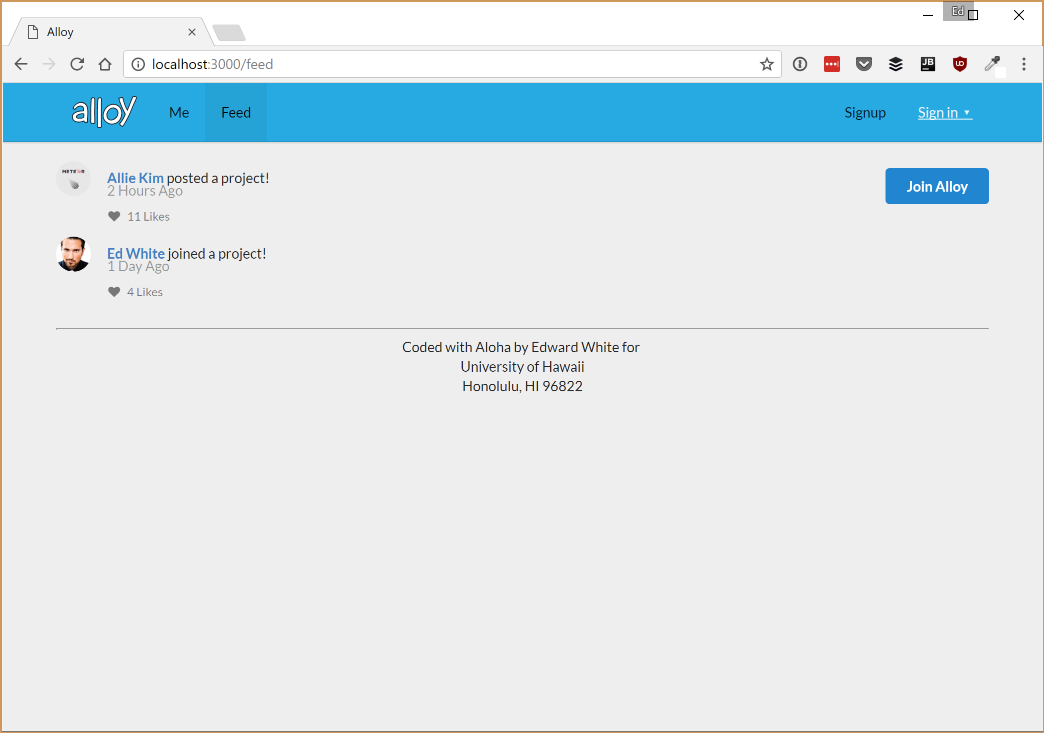 Ed
Alloy
localhost:3000/feed
JB
UD
alloy Me Feed Signup Sign in
METEOR
Allie Kim posted a project!
2 Hours Ago
11 Likes
Join Alloy
Ed White joined a project!
1 Day Ago
4 Likes
Coded with Aloha by Edward White for
University of Hawaii
Honolulu, HI 96822